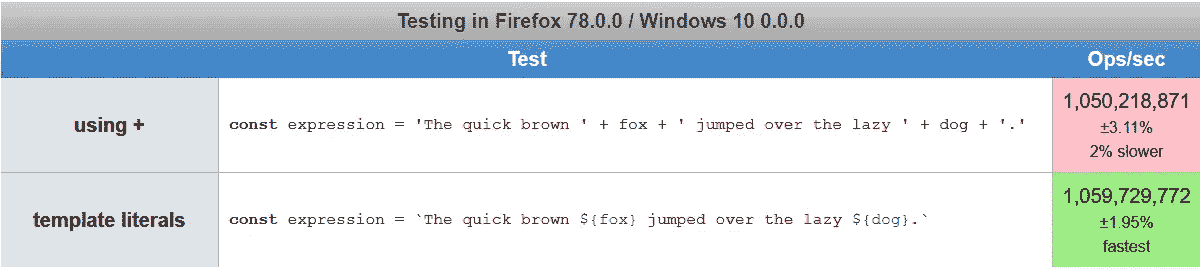 Testing in Firefox 78.0.0 / Windows 10 0.0.0
Test Ops/sec
using + const expression = 'The quick brown ' + fox + ' jumped over the lazy ' + dog + '.' 1,050,218,871
±3.11%
2% slower
template literals const expression = `The quick brown ${fox} jumped over the lazy ${dog}.` 1,059,729,772
±1.95%
fastest